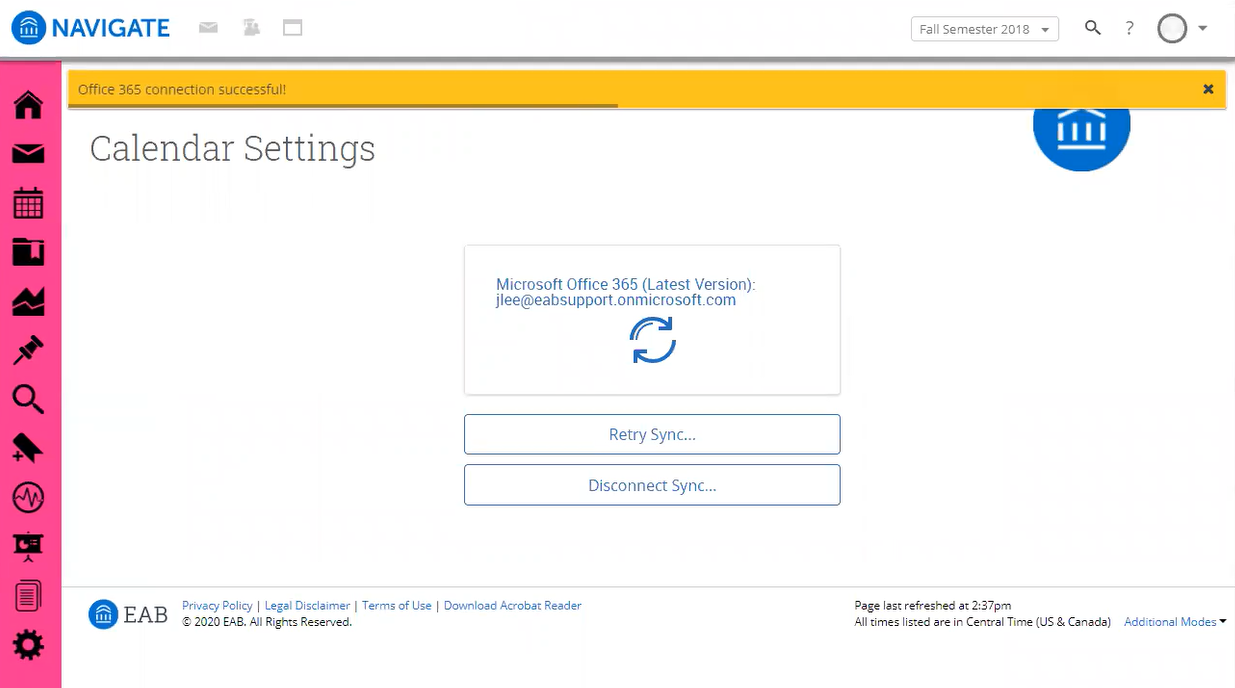 NAVIGATE
Fall Semester 2018
?
Office 365 connection successful!
Calendar Settings
Microsoft Office 365 (Latest Version):
jlee@eabsupport.onmicrosoft.com
Retry Sync...
Disconnect Sync...
EAB
Privacy Policy | Legal Disclaimer | Terms of Use | Download Acrobat Reader
© 2020 EAB. All Rights Reserved.
Page last refreshed at 2:37pm
All times listed are in Central Time (US & Canada)
Additional Modes